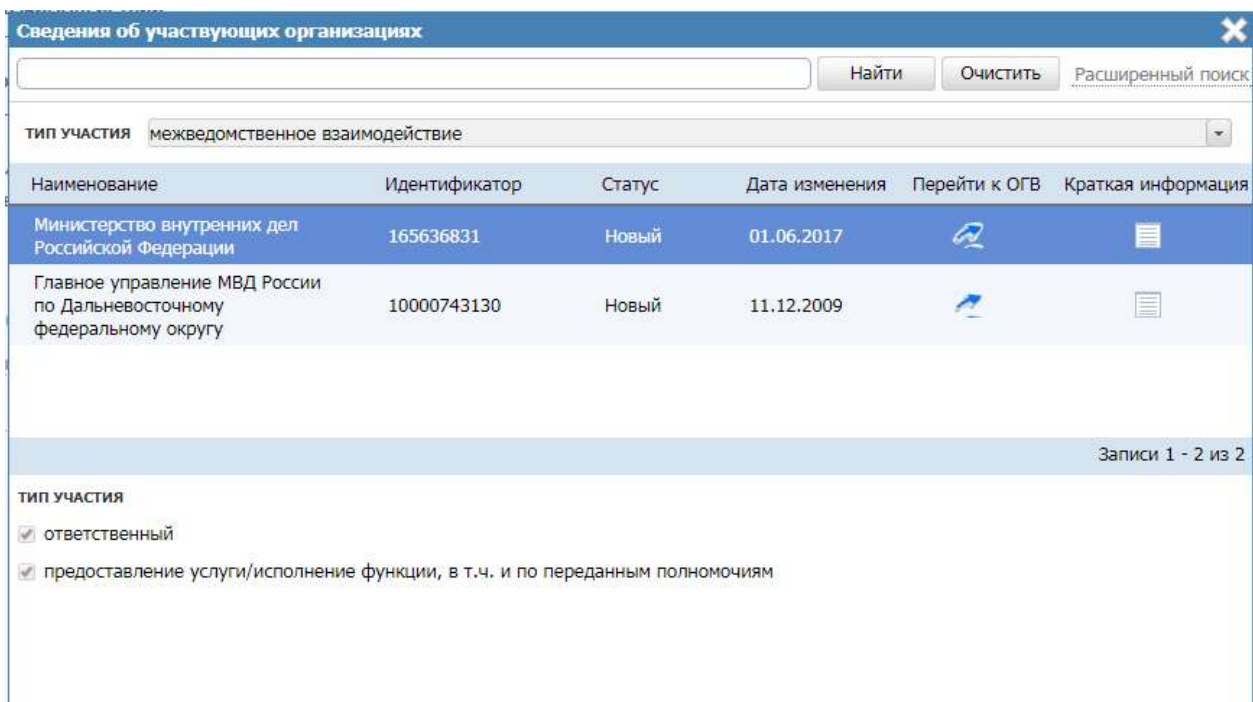 Сведения об участвующих организациях
Найти Очистить Расширенный поиск
ТИП УЧАСТИЯ межведомственное взаимодействие
Наименование Идентификатор Статус Дата изменения Перейти к ОГВ Краткая информация
Министерство внутренних дел
Российской Федерации
165636831 Новый 01.06.2017
Главное управление МВД России
по Дальневосточному
федеральному округу
10000743130 Новый 11.12.2009
Записи 1 - 2 из 2
ТИП УЧАСТИЯ
ответственный
предоставление услуги/исполнение функции, в т.ч. и по переданным полномочиям